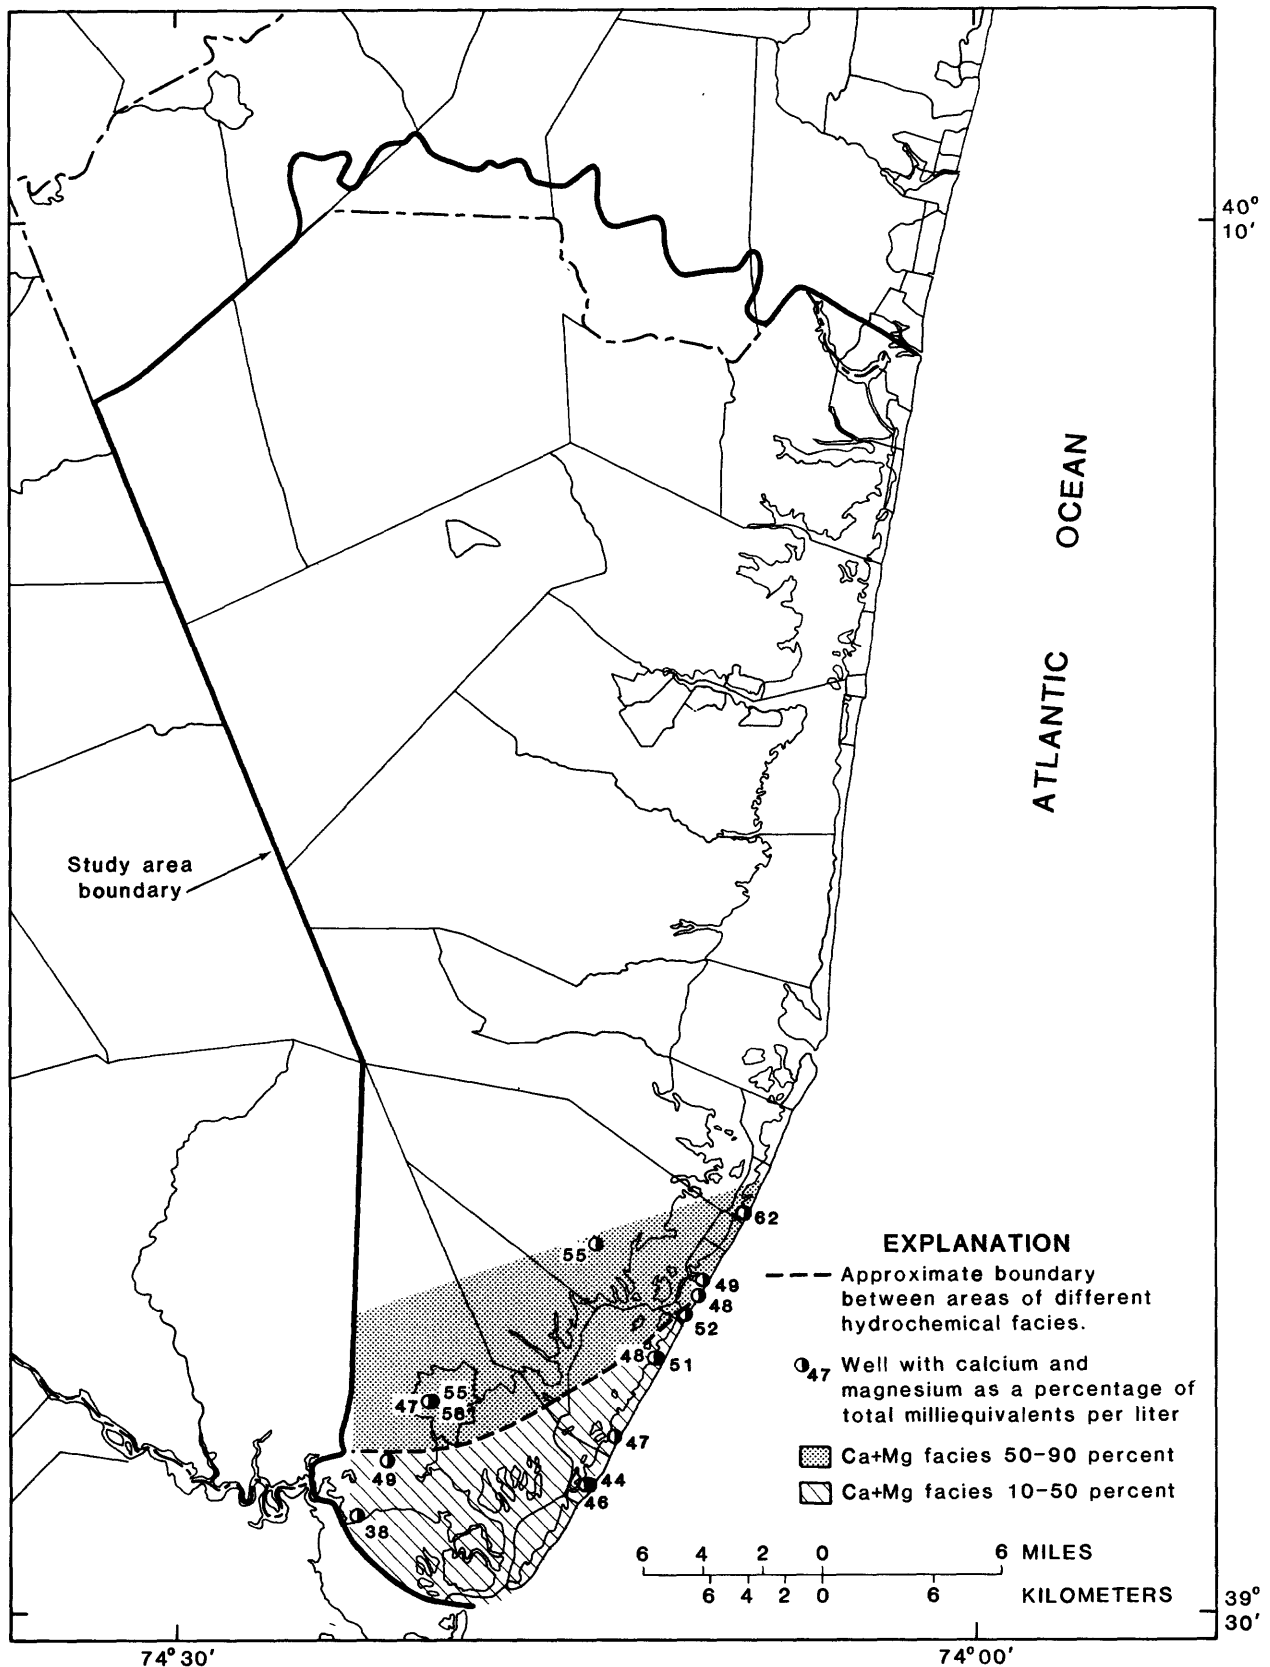 40°
10'
OCEAN
ATLANTIC
Study area
boundary
62
55
49
48
52
48
51
47
55
58
47
49
44
46
38
EXPLANATION
Approximate boundary
between areas of different
hydrochemical facies.
47 Well with calcium and
magnesium as a percentage of
total milliequivalents per liter
Ca+Mg facies 50-90 percent
Ca+Mg facies 10-50 percent
6 4 2 0 6 MILES
6 4 2 0 6 KILOMETERS
39°
30'
74°30'
74°00'